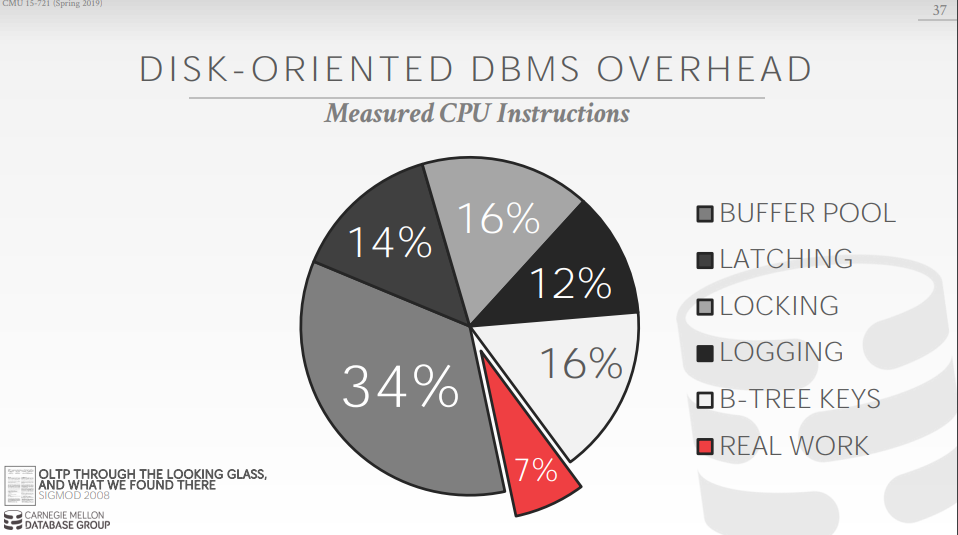 CMU 15-721 (Spring 2019)
37
DISK-ORIENTED DBMS OVERHEAD
Measured CPU Instructions
16%
14%
12%
16%
34%
7%
BUFFER POOL
LATCHING
LOCKING
LOGGING
B-TREE KEYS
REAL WORK
OLTP THROUGH THE LOOKING GLASS,
AND WHAT WE FOUND THERE
SIGMOD 2008
CARNEGIE MELLON
DATABASE GROUP